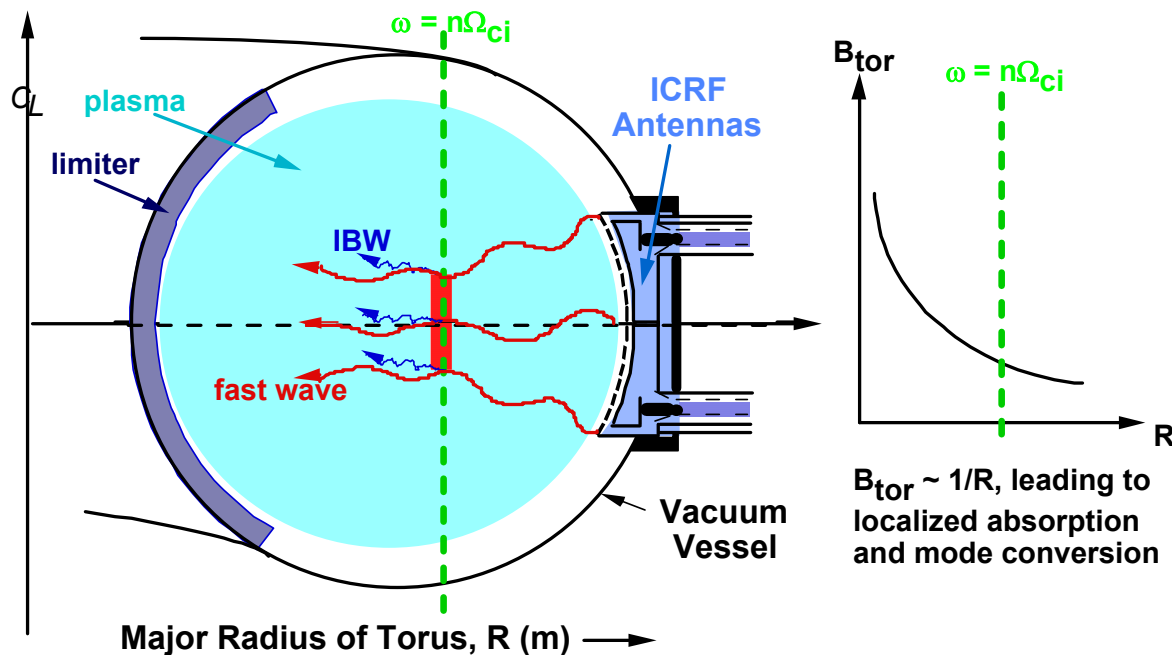 ω = nΩci
C
L
plasma
limiter
ICRF
Antennas
IBW
fast wave
Vacuum
Vessel
Major Radius of Torus, R (m)
Btor
ω = nΩci
R
Btor ~ 1/R, leading to
localized absorption
and mode conversion